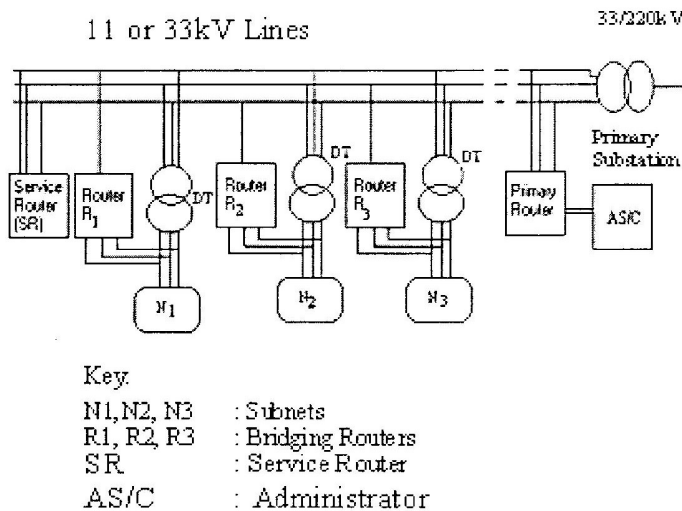 11 or 33kV Lines
33/220k V
Primary
Substation
Service
Router
(SR)
Router
R1
DT
Router
R2
DT
Router
R3
DT
Primary
Router
AS/C
N1
N2
N3
Key:
N1, N2, N3 : Subnets
R1, R2, R3 : Bridging Routers
SR : Service Router
AS/C : Administrator